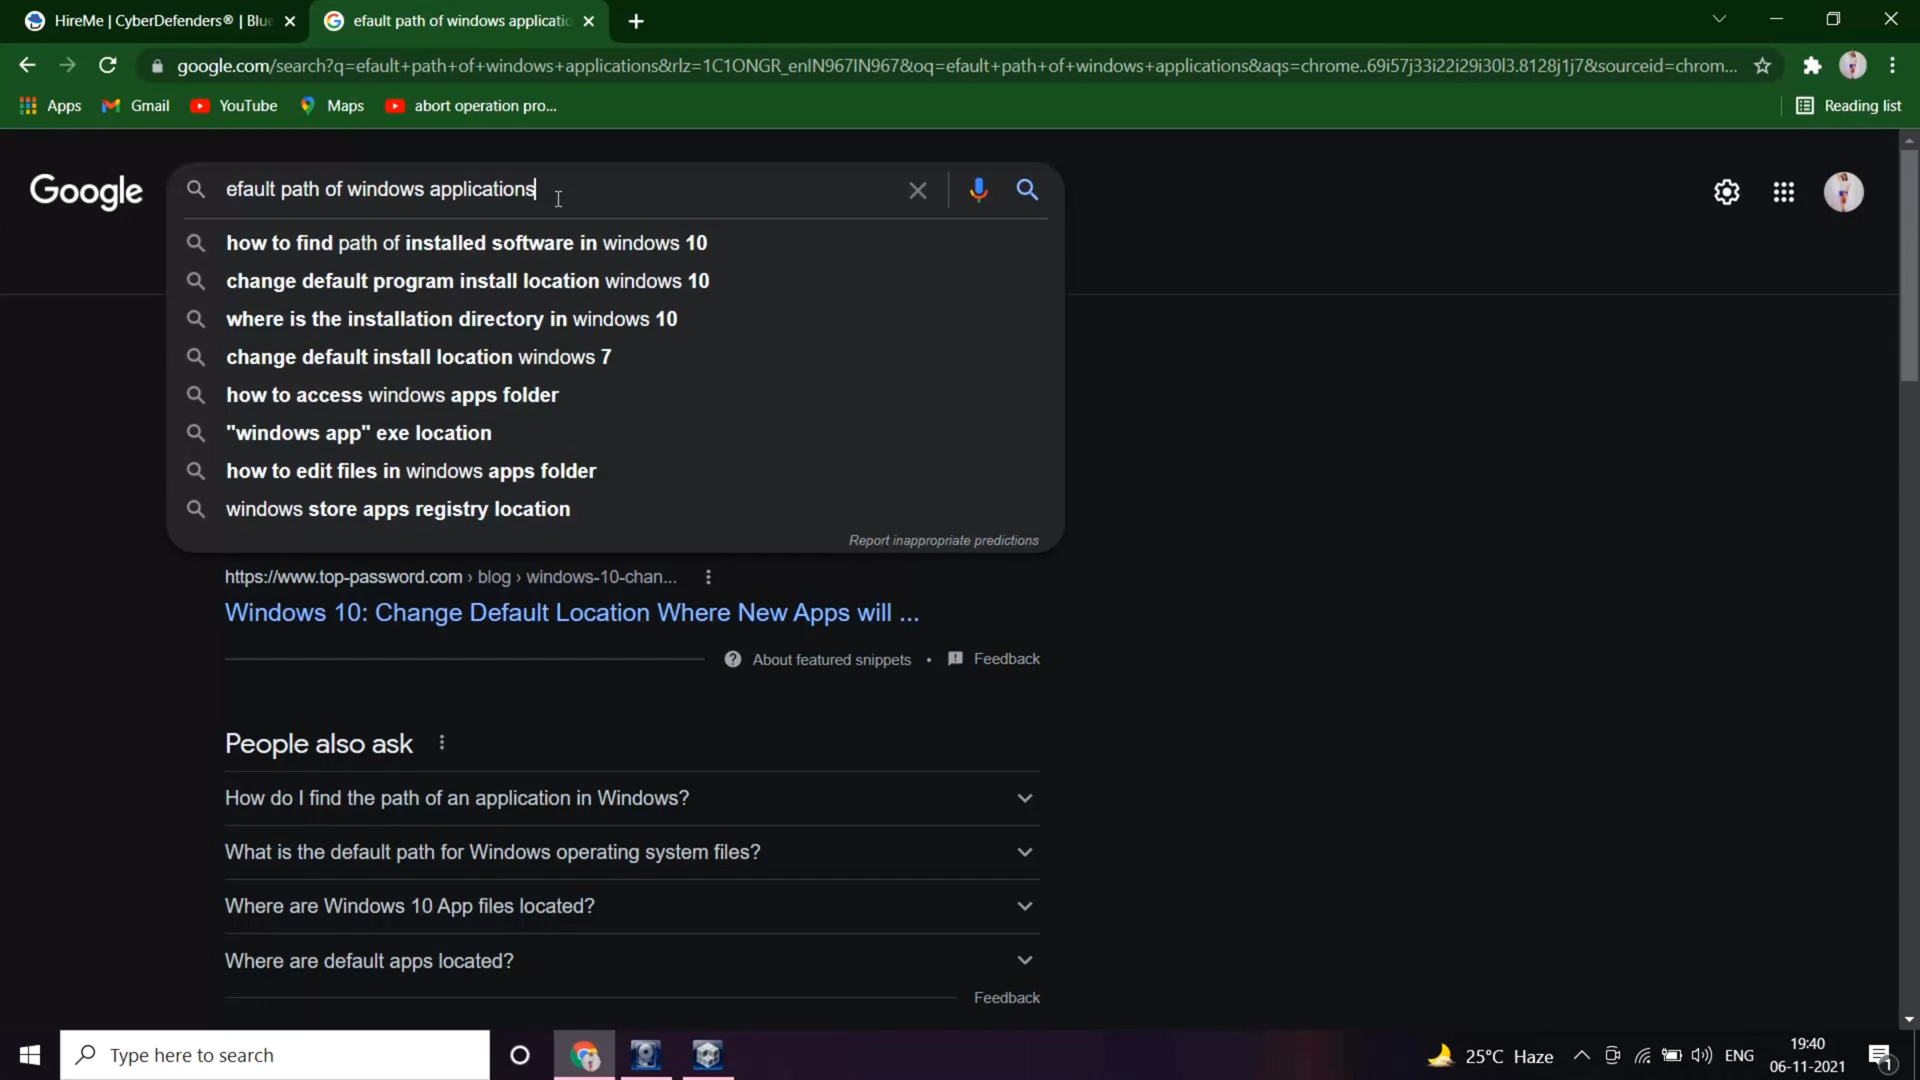 HireMe | CyberDefenders® | Blue
efault path of windows applicatio
google.com/search?q=efault+path+of+windows+applications&rlz=1C1ONGR_enIN967IN967&oq=efault+path+of+windows+applications&aqs=chrome..69i57j33i22i29i30l3.8128j1j7&sourceid=chrom...
Apps
Gmail
YouTube
Maps
abort operation pro...
Reading list
Google
efault path of windows applications
how to find path of installed software in windows 10
change default program install location windows 10
where is the installation directory in windows 10
change default install location windows 7
how to access windows apps folder
"windows app" exe location
how to edit files in windows apps folder
windows store apps registry location
Report inappropriate predictions
https://www.top-password.com › blog › windows-10-chan...
Windows 10: Change Default Location Where New Apps will ...
About featured snippets • Feedback
People also ask
How do I find the path of an application in Windows?
What is the default path for Windows operating system files?
Where are Windows 10 App files located?
Where are default apps located?
Feedback
Type here to search
25°C Haze
ENG
19:40
06-11-2021
1